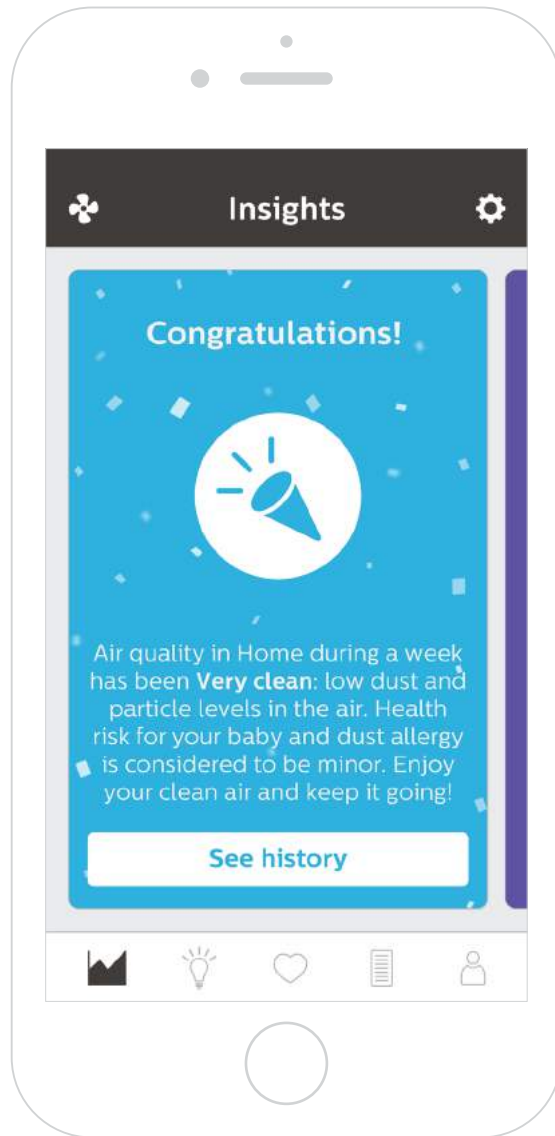 Insights
Congratulations!
Air quality in Home during a week
has been Very clean: low dust and
particle levels in the air. Health
risk for your baby and dust allergy
is considered to be minor. Enjoy
your clean air and keep it going!
See history